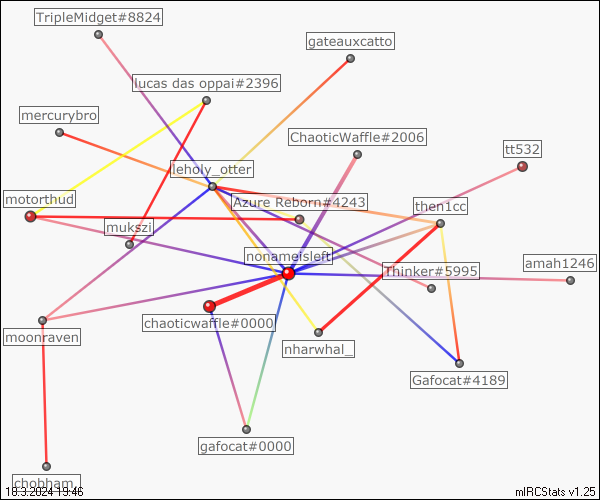 TripleMidget#8824
gateauxcatto
lucas das oppai#2396
mercurybro
ChaoticWaffle#2006
tt532
leholy_otter
motorthud
Azure Reborn#4243
then1cc
mukszi
nonameisleft
amah1246
Thinker#5995
chaoticwaffle#0000
moonraven
nharwhal_
Gafocat#4189
gafocat#0000
chobham_
18.3.2024 19:46
mIRCStats v1.25